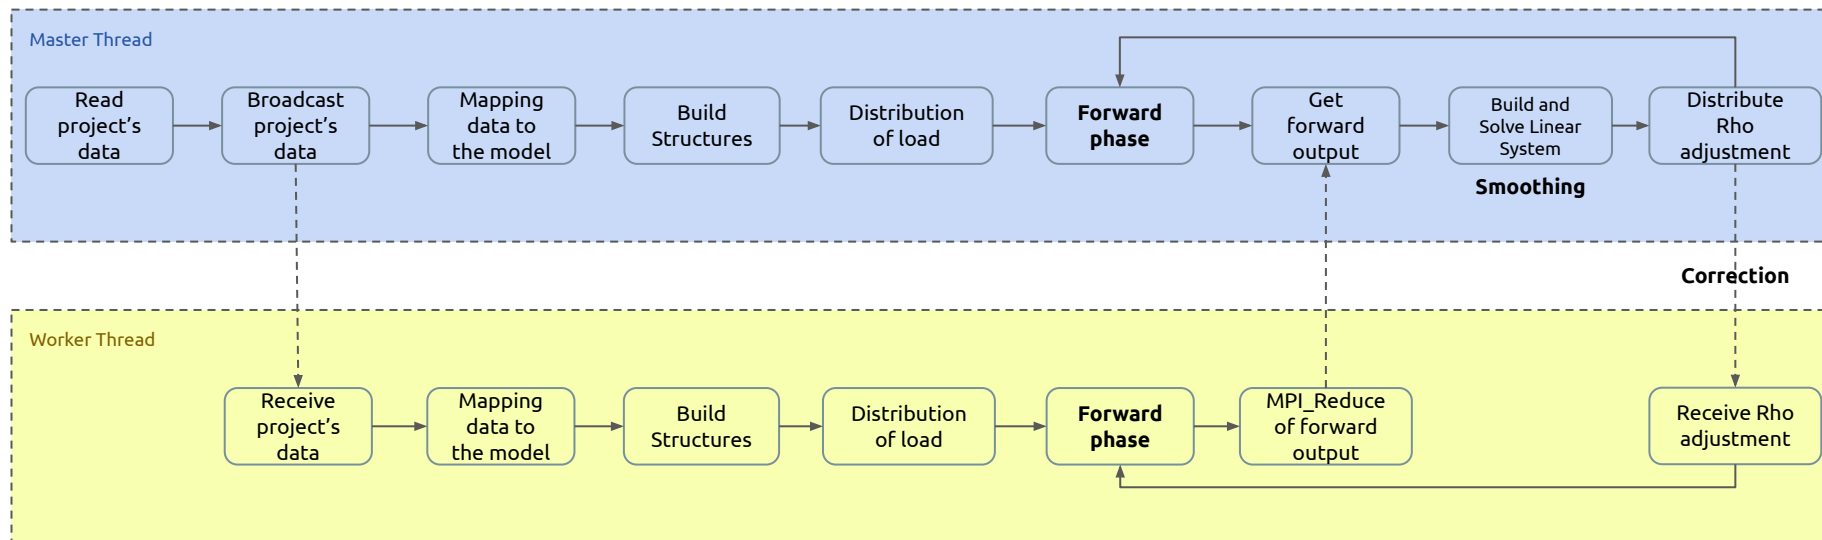 Master Thread
Read
project's
data
Broadcast
project's
data
Mapping
data to
the model
Build
Structures
Distribution
of load
Forward
phase
Get
forward
output
Build and
Solve Linear
System
Distribute
Rho
adjustment
Smoothing
Correction
Worker Thread
Receive
project's
data
Mapping
data to
the model
Build
Structures
Distribution
of load
Forward
phase
MPI_Reduce
of forward
output
Receive Rho
adjustment